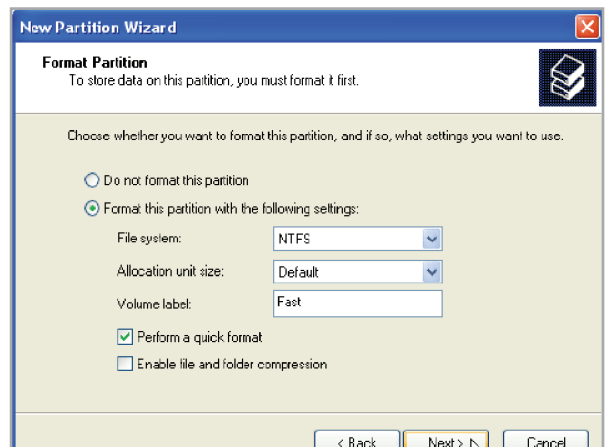 New Partition Wizard
Format Partition
To store data on this partition, you must format it first.
Choose whether you want to format this partition, and if so, what settings you want to use.
Do not format this partition
Format this partition with the following settings:
File system: NTFS
Allocation unit size: Default
Volume label: Fast
Perform a quick format
Enable file and folder compression
< Back Next > Cancel